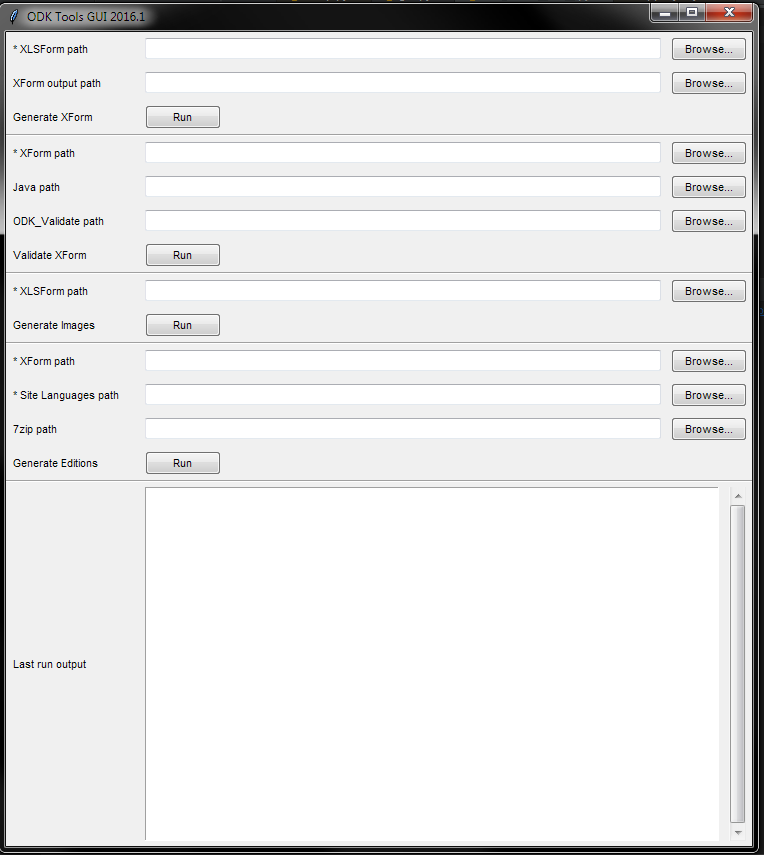 ODK Tools GUI 2016.1
* XLSForm path Browse...
XForm output path Browse...
Generate XForm Run
* XForm path Browse...
Java path Browse...
ODK_Validate path Browse...
Validate XForm Run
* XLSForm path Browse...
Generate Images Run
* XForm path Browse...
* Site Languages path Browse...
7zip path Browse...
Generate Editions Run
Last run output